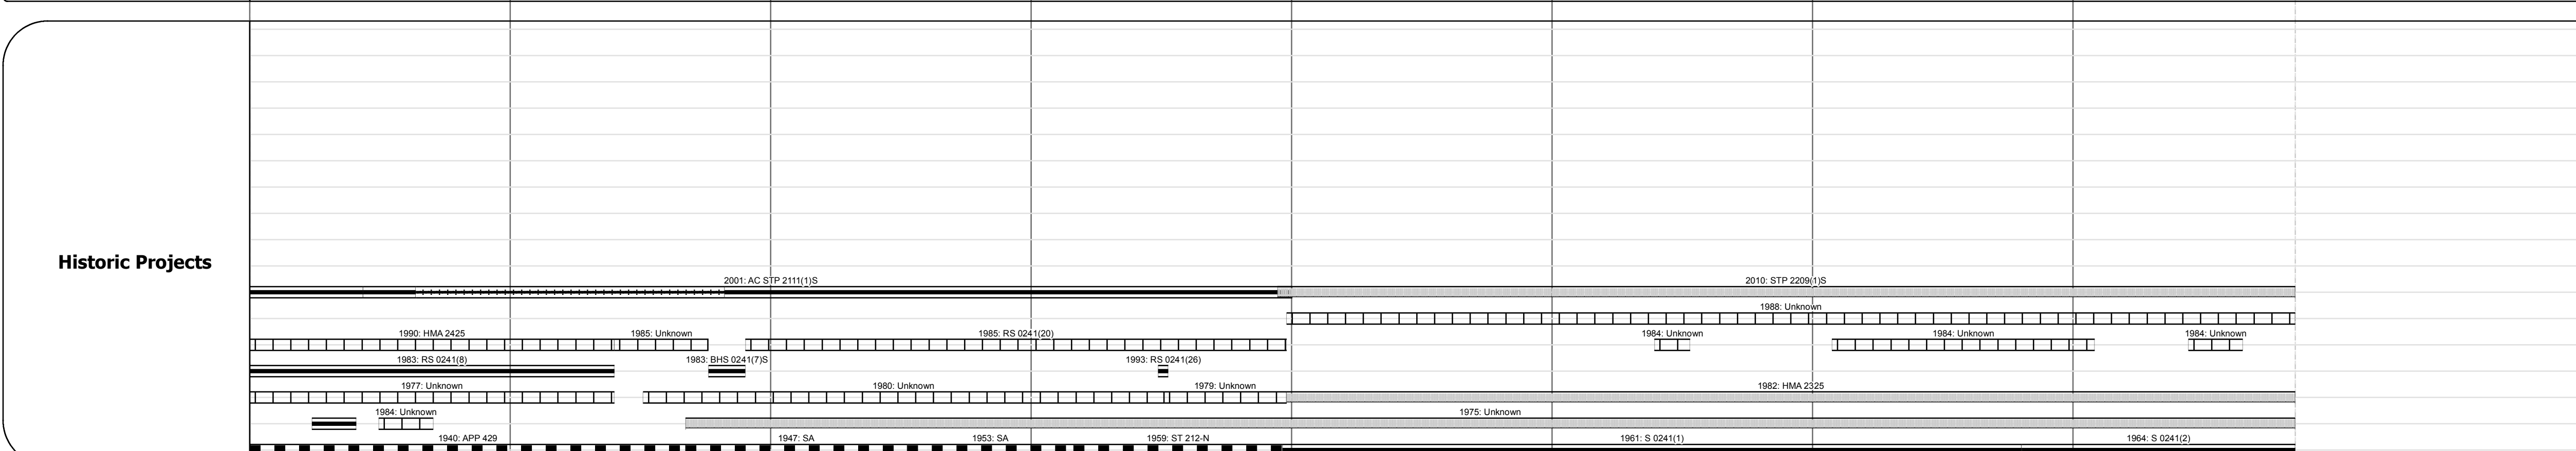 Historic Projects
2001: AC STP 2111(1)S 2010: STP 2209(1)S
1988: Unknown
1990: HMA 2425 1985: Unknown 1985: RS 0241(20) 1984: Unknown 1984: Unknown 1984: Unknown
1983: RS 0241(8) 1983: BHS 0241(7)S 1993: RS 0241(26)
1977: Unknown 1980: Unknown 1979: Unknown 1982: HMA 2325
1984: Unknown 1975: Unknown
1940: APP 429 1947: SA 1953: SA 1959: ST 212-N 1961: S 0241(1) 1964: S 0241(2)